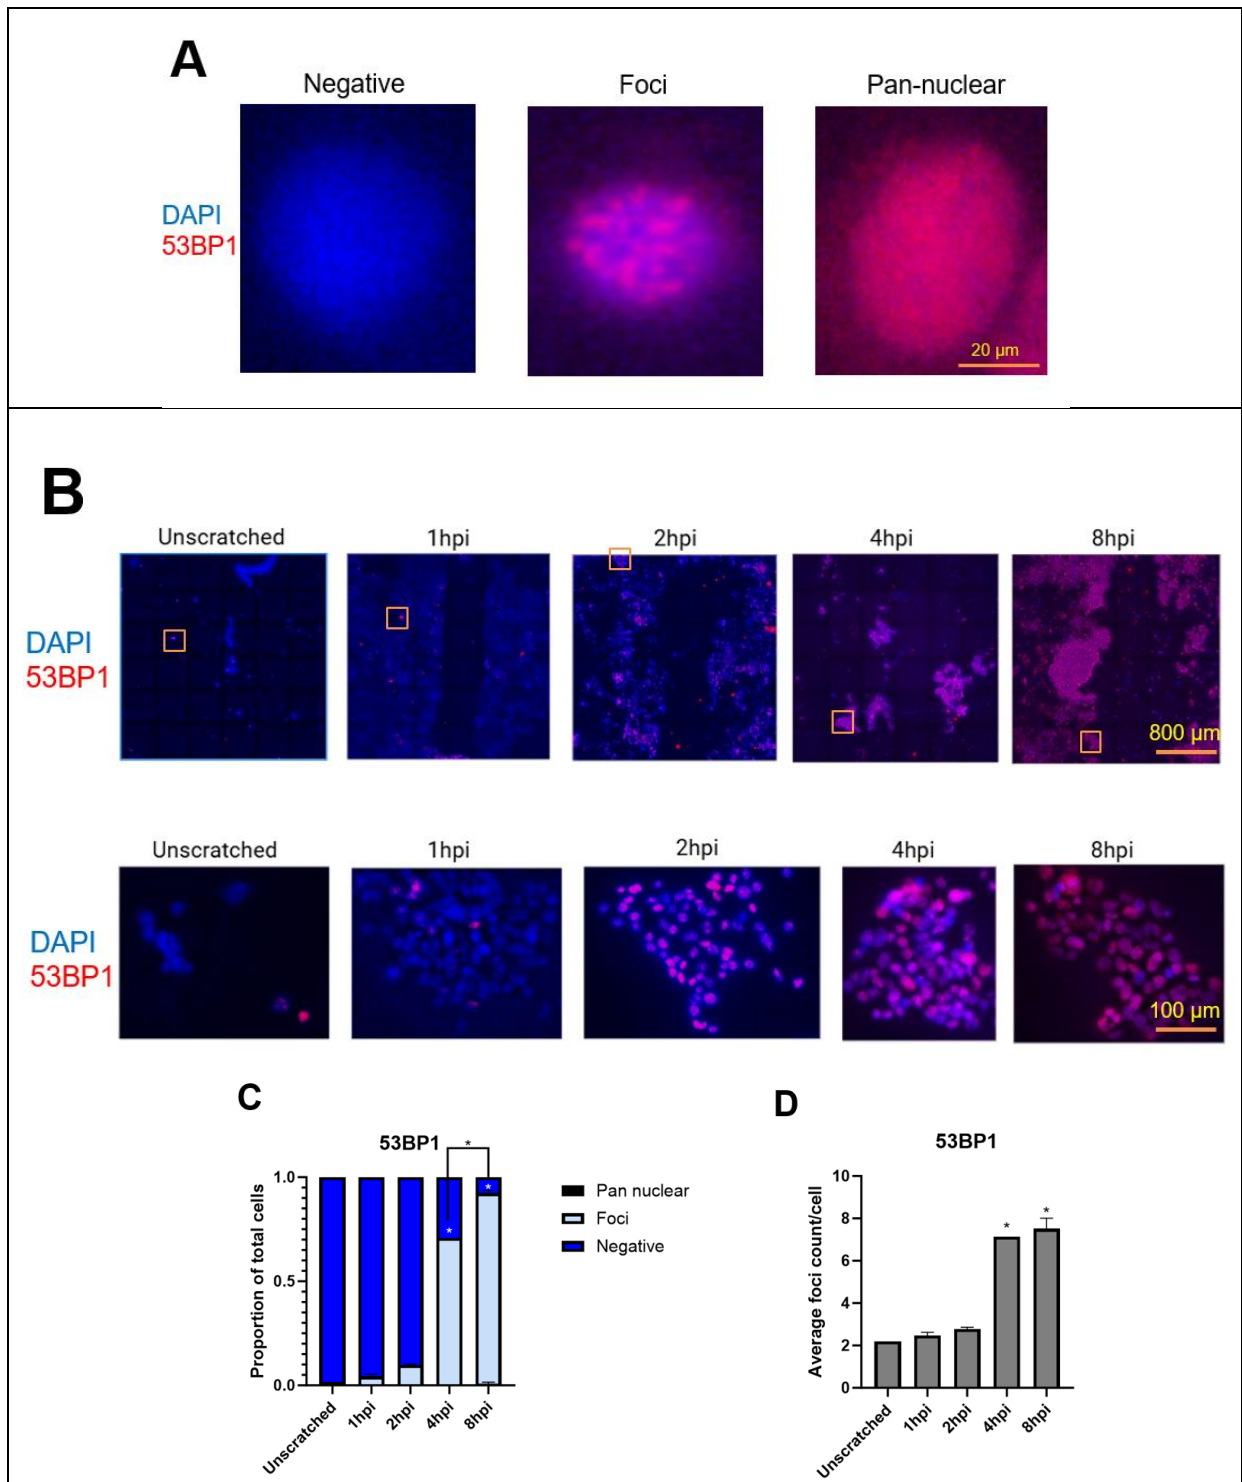 A
Negative
Foci
Pan-nuclear
DAPI
53BP1
20 µm
B
Unscratched
1hpi
2hpi
4hpi
8hpi
DAPI
53BP1
800 µm
Unscratched
1hpi
2hpi
4hpi
8hpi
DAPI
53BP1
100 µm
C
53BP1
*
*
*
Proportion of total cells
1.0
0.5
0.0
Unscratched
1hpi
2hpi
4hpi
8hpi
Pan nuclear
Foci
Negative
D
53BP1
*
*
Average foci count/cell
10
8
6
4
2
0
Unscratched
1hpi
2hpi
4hpi
8hpi